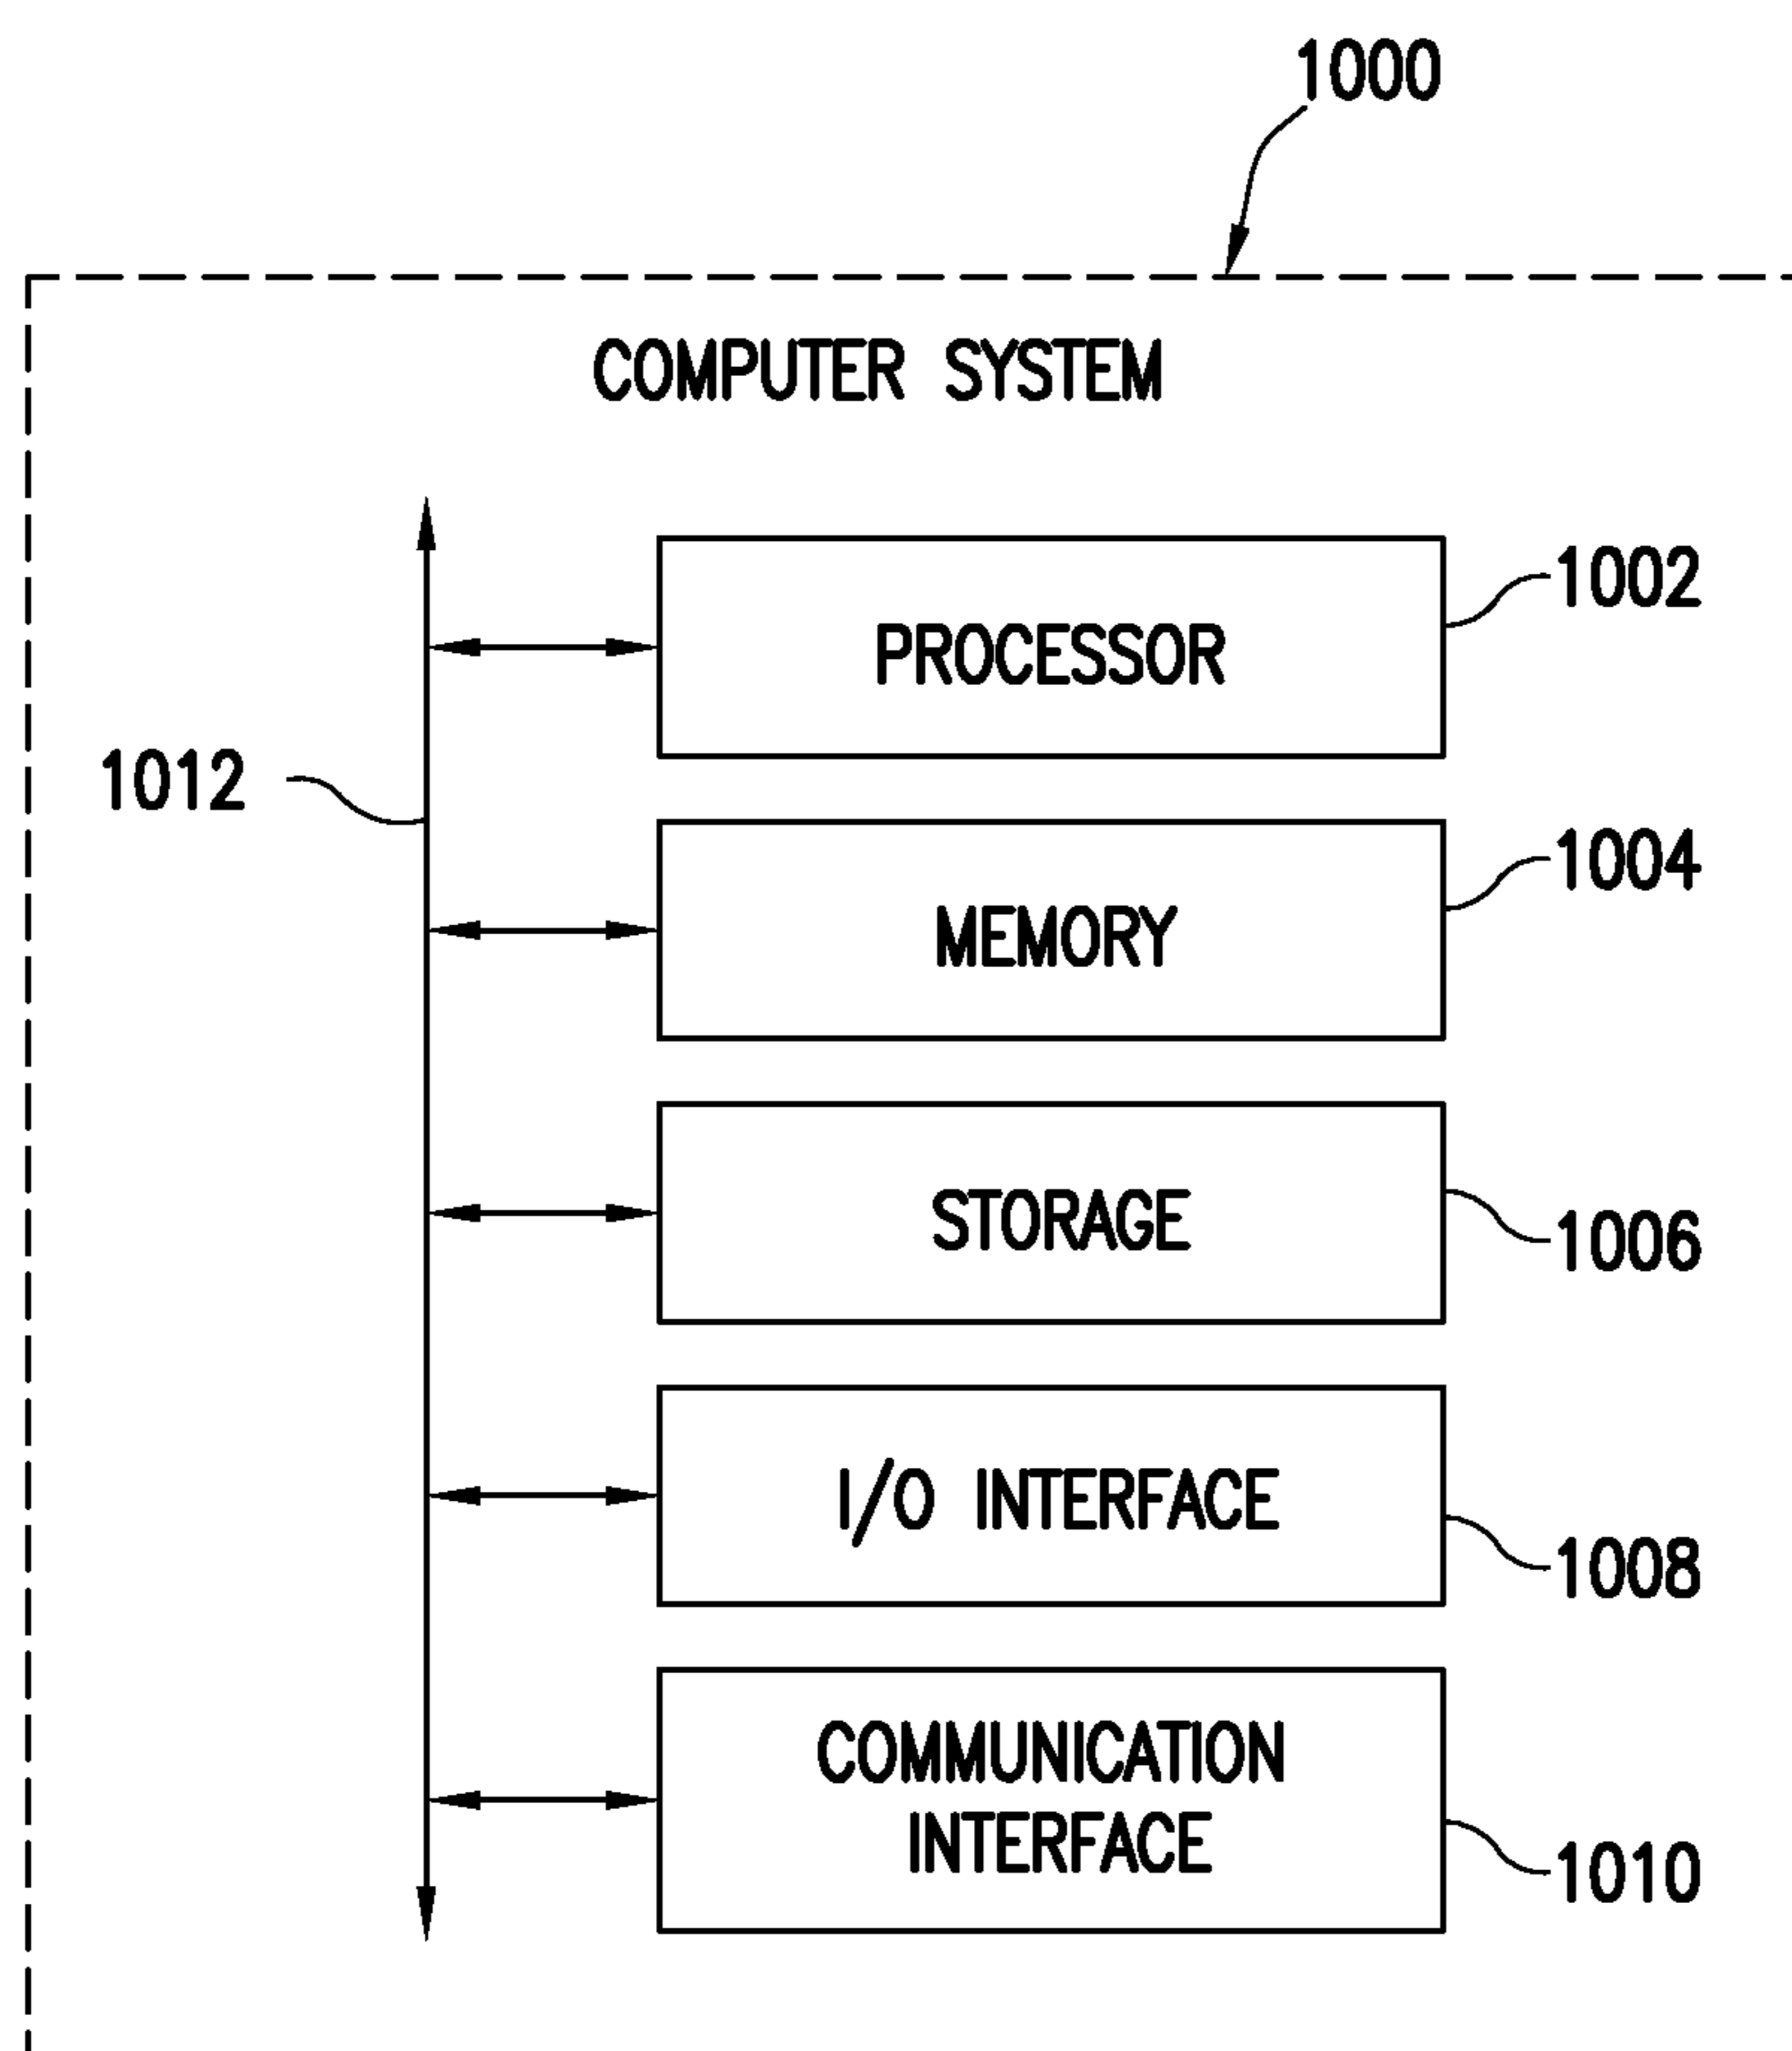 1000
COMPUTER SYSTEM
PROCESSOR
1002
1012
MEMORY
1004
STORAGE
1006
I/O INTERFACE
1008
COMMUNICATION
INTERFACE
1010